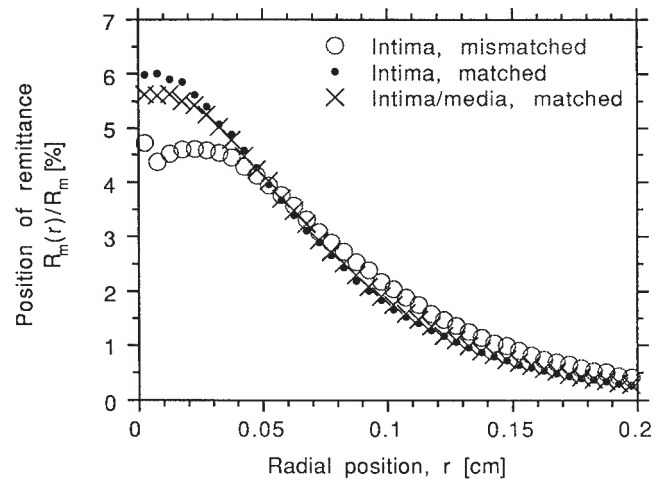 7
6
5
4
3
2
1
0
Position of remittance
Rm(r)/Rm [%]
Intima, mismatched
Intima, matched
Intima/media, matched
0 0.05 0.1 0.15 0.2
Radial position, r [cm]